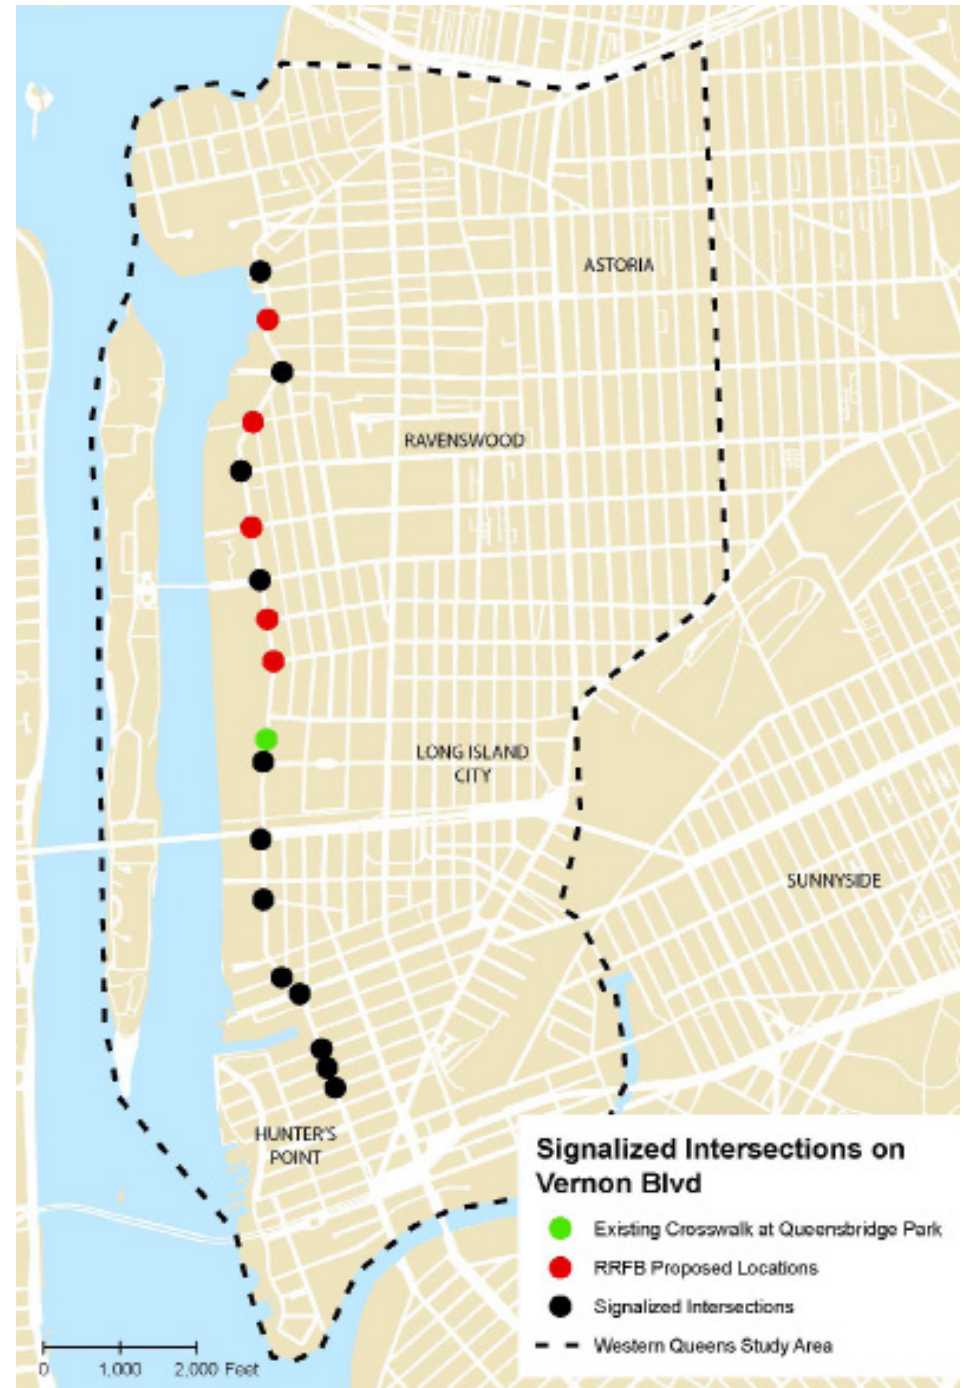 ASTORIA
RAVENSWOOD
LONG ISLAND
CITY
SUNNYSIDE
HUNTER'S
POINT
Signalized Intersections on
Vernon Blvd
Existing Crosswalk at Queensbridge Park
RRFB Proposed Locations
Signalized Intersections
Western Queens Study Area
0 1,000 2,000 Feet